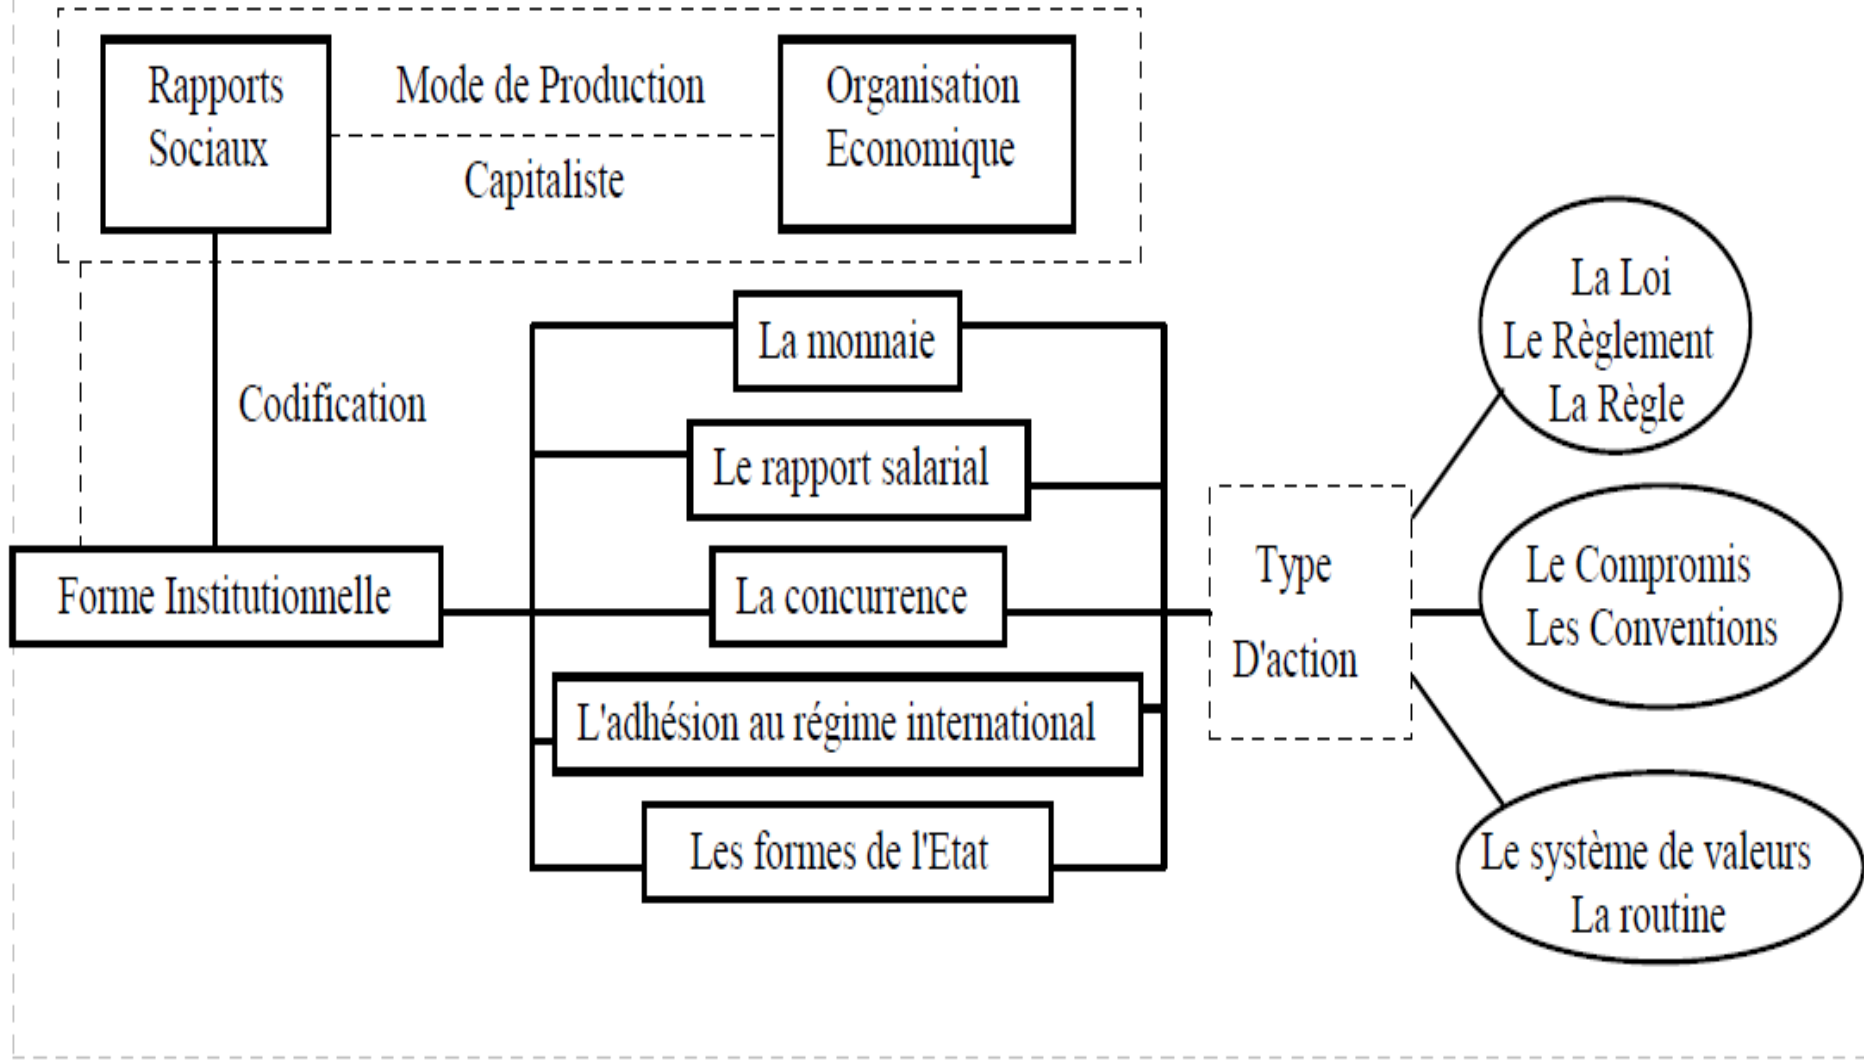 Rapports
Sociaux
Mode de Production
Capitaliste
Organisation
Economique
Codification
Forme Institutionnelle
La monnaie
Le rapport salarial
La concurrence
L'adhésion au régime international
Les formes de l'Etat
Type
D'action
La Loi
Le Règlement
La Règle
Le Compromis
Les Conventions
Le système de valeurs
La routine